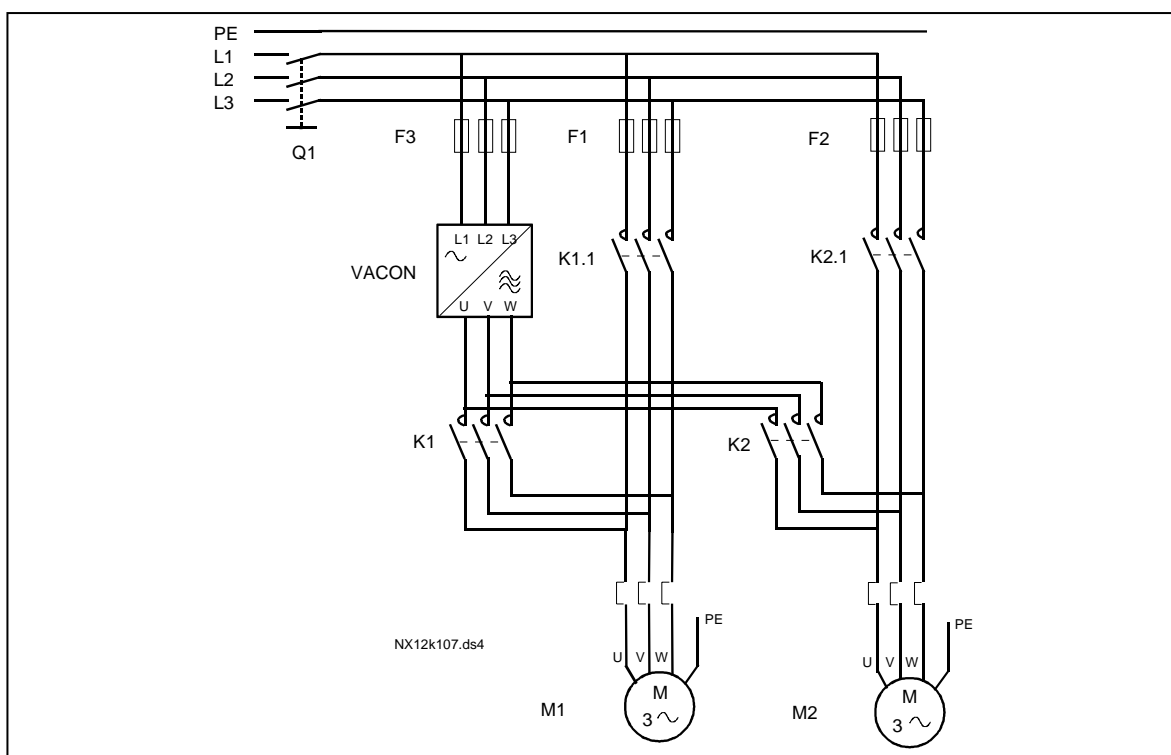 PE
L1
L2
L3
Q1
F3
F1
F2
L1 L2 L3
VACON
U V W
K1.1
K2.1
K1
K2
PE
PE
NX12k107.ds4
U V W
U V W
M
3
M
3
M1
M2